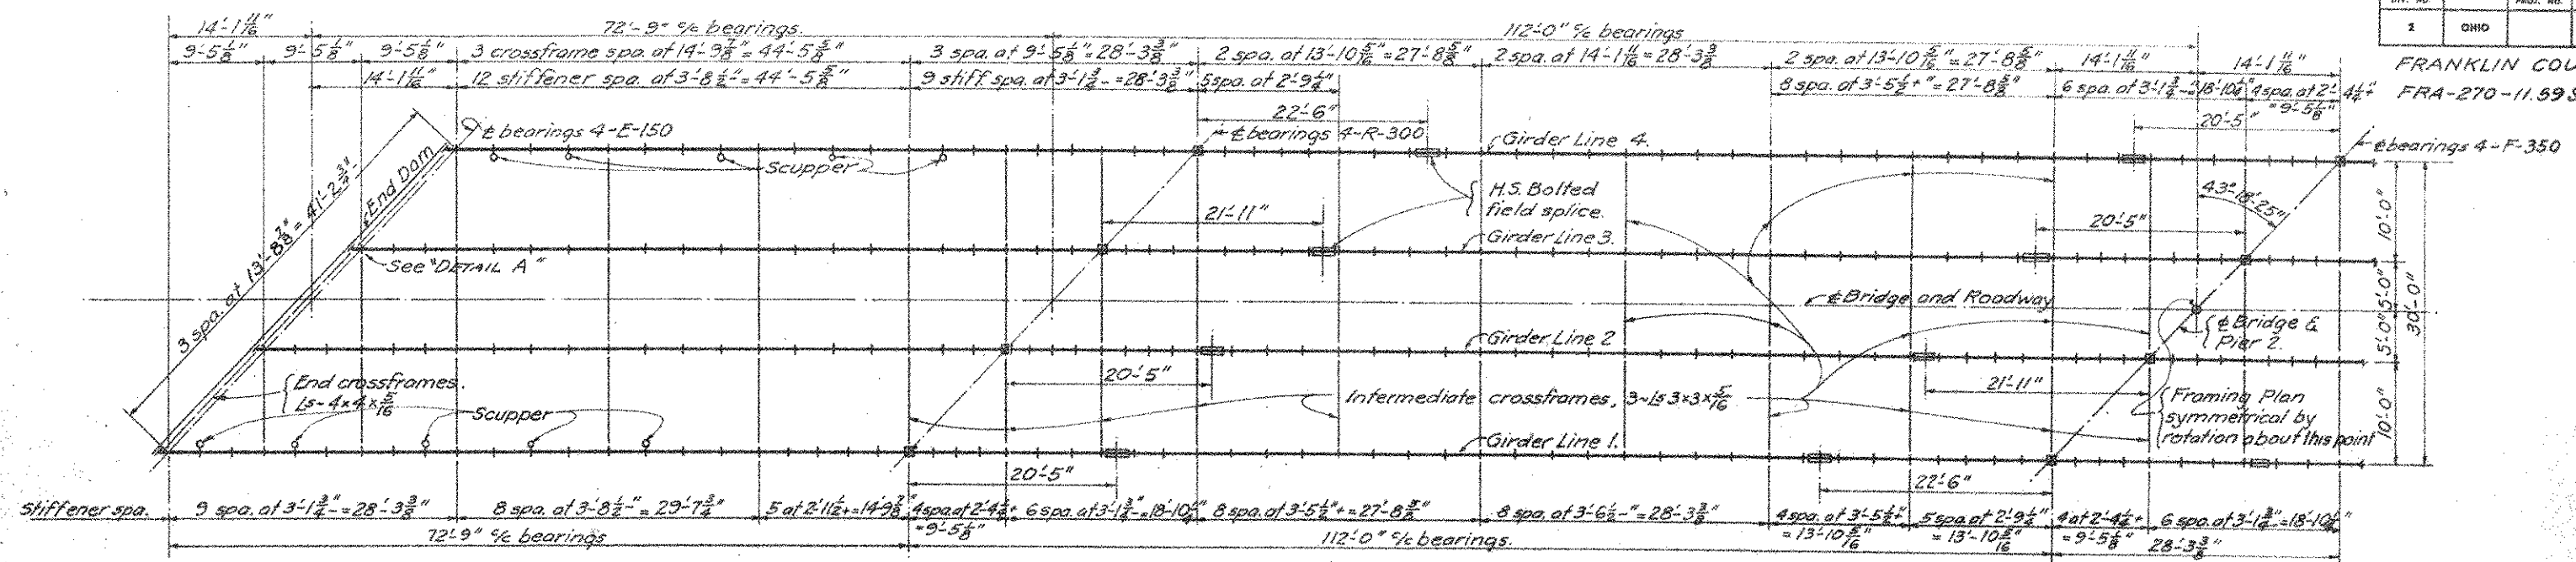 2 OHIO
FRANKLIN COU
FRA-270-11.59S
14'-1 11/16" 72'-9" c/c bearings. 112'-0" c/c bearings
9'-5 1/8" 9'-5 1/8" 9'-5 1/8" 3 crossframe spa. at 14'-9 7/8" = 44'-5 5/8" 3 spa. at 9'-5 1/8" = 28'-3 3/8" 2 spa. at 13'-10 5/16" = 27'-8 5/8" 2 spa. at 14'-1 11/16" = 28'-3 3/8" 2 spa. at 13'-10 5/16" = 27'-8 5/8" 14'-1 11/16" 14'-1 11/16"
14'-1 11/16" 12 stiffener spa. at 3'-8 1/2"- = 44'-5 5/8" 9 stiff spa. at 3'-1 3/4"- = 28'-3 3/8" 5 spa. at 2'-9 1/4" 8 spa. at 3'-5 1/2"+ = 27'-8 5/8" 6 spa. at 3'-1 3/4"- = 18'-10 1/4" 4 spa. at 2'-4 1/4"+
= 9'-5 1/8"
22'-6" 20'-5"
℄ bearings 4-E-150 ℄ bearings 4-R-300 Girder Line 4. ℄ bearings 4-F-350
End Dam
Scupper
3 spa. at 13'-8 7/8" = 41'-2 3/4"
H.S. Bolted
field splice.
43°-18'-25"
21'-11" 20'-5" 10'-0"
Girder Line 3.
See "DETAIL A"
℄ Bridge and Roadway
5'-0" 5'-0" 30'-0"
℄ Bridge &
Pier 2.
Girder Line 2
20'-5" 21'-11"
End crossframes.
Ls - 4 x 4 x 5/16
Scupper
Intermediate crossframes, 3~Ls 3 x 3 x 5/16
Framing Plan
symmetrical by
rotation about this point
10'-0"
Girder Line 1.
20'-5" 22'-6"
Stiffener spa. 9 spa. at 3'-1 3/4"- = 28'-3 3/8" 8 spa. at 3'-8 1/2"- = 29'-7 3/4" 5 at 2'-11 1/2"+ = 14'-9 7/8" 4 spa. at 2'-4 1/4"+ 6 spa. at 3'-1 3/4"- = 18'-10 1/4" 8 spa. at 3'-5 1/2"+ = 27'-8 5/8" 8 spa. at 3'-6 1/2"- = 28'-3 3/8" 4 spa. at 3'-5 1/2"+ 5 spa. at 2'-9 1/4" 4 at 2'-4 1/4"+ 6 spa. at 3'-1 3/4" = 18'-10 1/4"
= 9'-5 1/8" = 13'-10 5/16" = 13'-10 5/16" = 9'-5 1/8" 28'-3 3/8"
72'-9" c/c bearings 112'-0" c/c bearings.